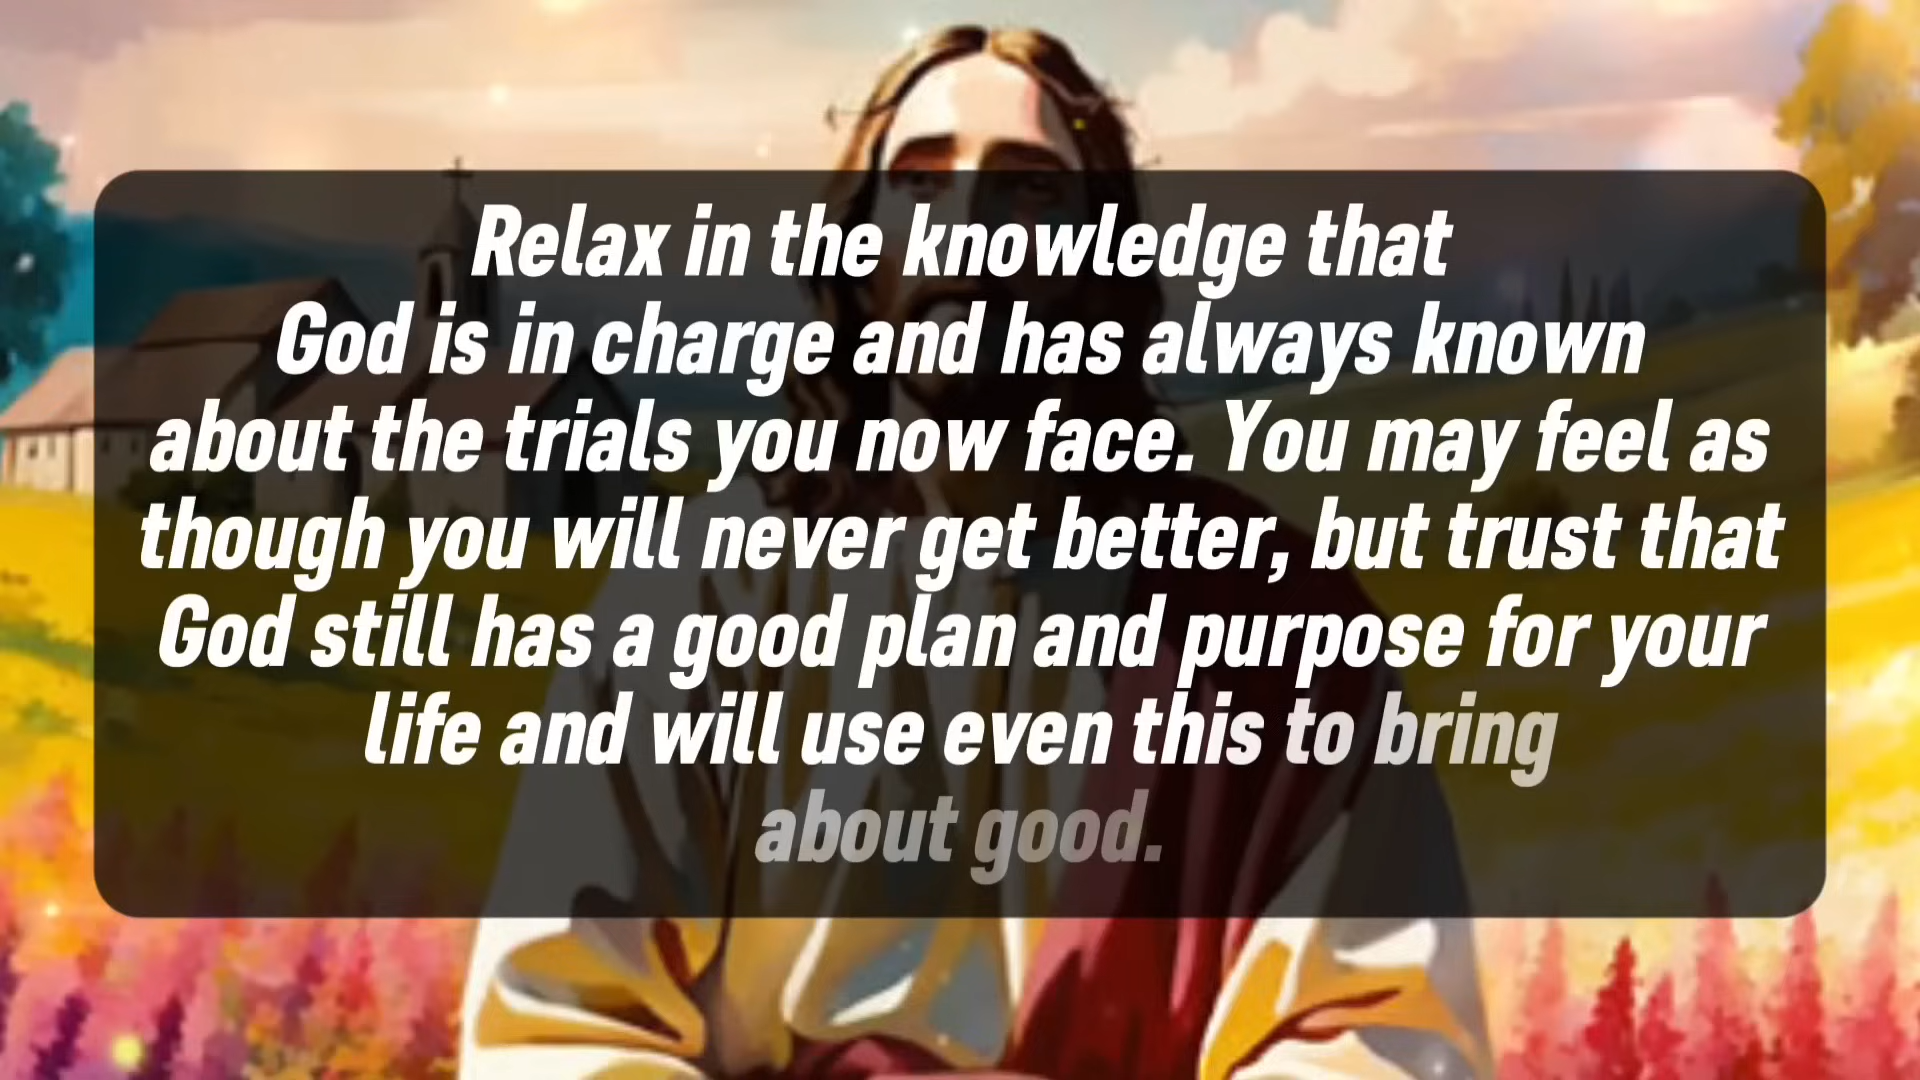 Relax in the knowledge that
God is in charge and has always known
about the trials you now face. You may feel as
though you will never get better, but trust that
God still has a good plan and purpose for your
life and will use even this to bring
about good.